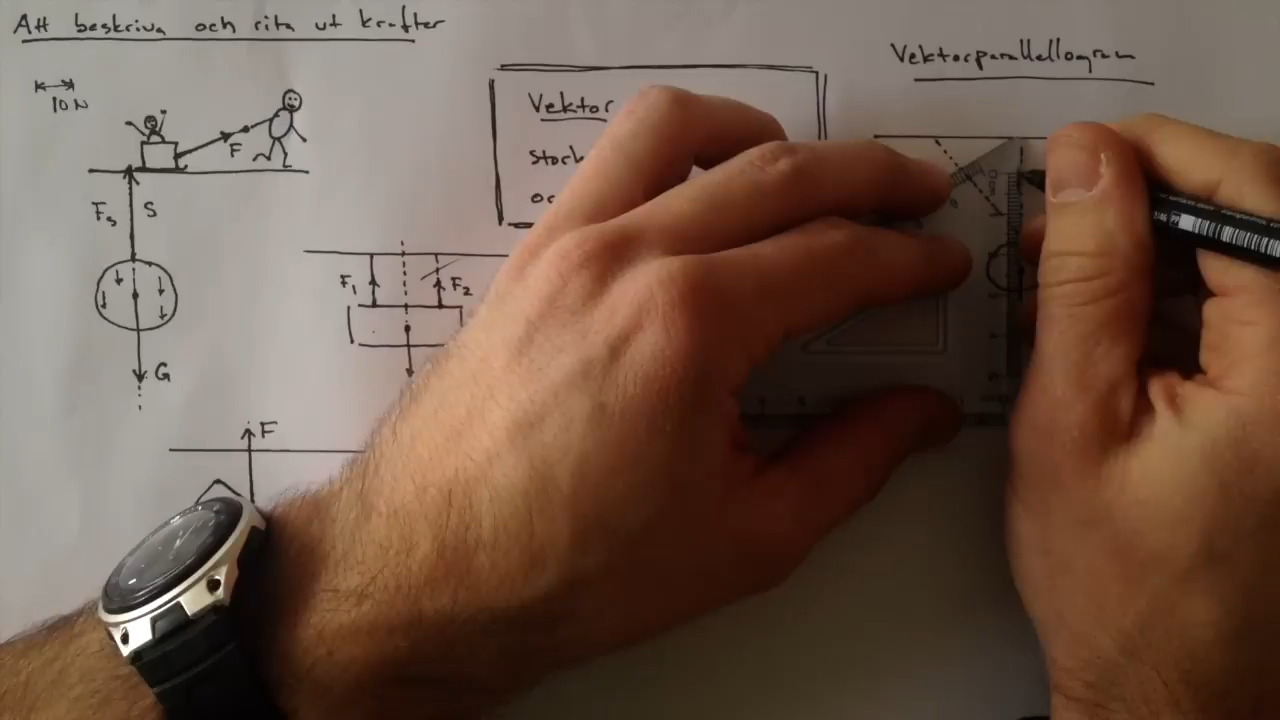 Att beskriva och rita ut krafter
Vektorparallellogram
10 N
F
Vektor
Fs S
F1 F2
G
F